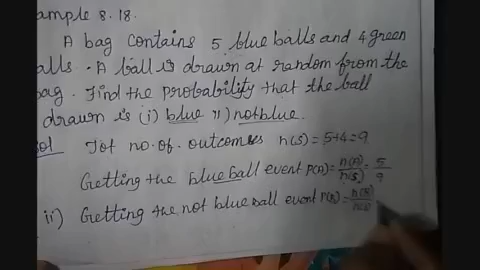 ample 8.18.
A bag contains 5 blue balls and 4 green
alls. A ball is drawn at random from the
bag. Find the probability that the ball
drawn is (i) blue ii) not blue.
sol Tot no. of. outcomes n(S) = 5+4 = 9
Getting the blue ball event P(A) = n(A)/n(S) = 5/9
ii) Getting the not blue ball event P(B) = n(B)/n(S)